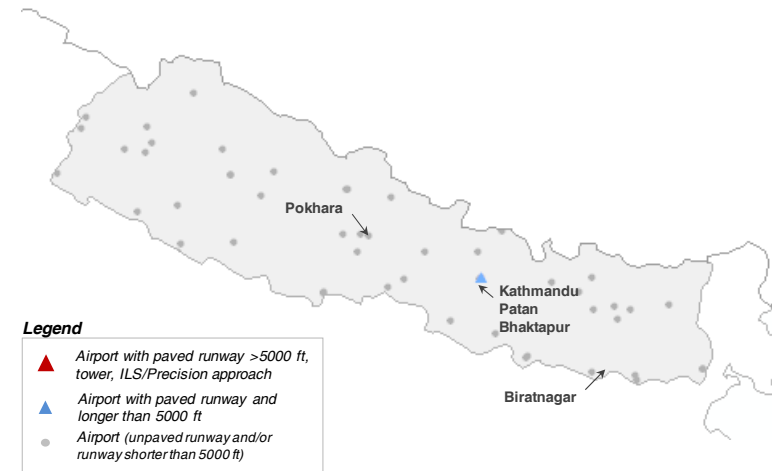 Pokhara
Kathmandu
Patan
Bhaktapur
Biratnagar
Legend
Airport with paved runway >5000 ft,
tower, ILS/Precision approach
Airport with paved runway and
longer than 5000 ft
Airport (unpaved runway and/or
runway shorter than 5000 ft)